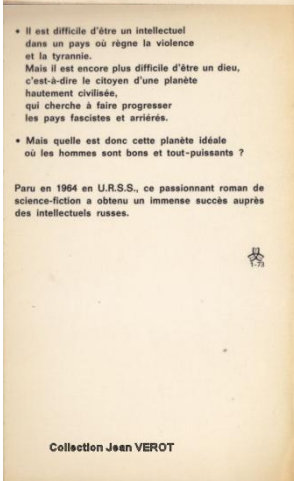 • Il est difficile d'être un intellectuel
dans un pays où règne la violence
et la tyrannie.
Mais il est encore plus difficile d'être un dieu,
c'est-à-dire le citoyen d'une planète
hautement civilisée,
qui cherche à faire progresser
les pays fascistes et arriérés.
• Mais quelle est donc cette planète idéale
où les hommes sont bons et tout-puissants ?
Paru en 1964 en U.R.S.S., ce passionnant roman de
science-fiction a obtenu un immense succès auprès
des intellectuels russes.
1-73
Collection Jean VEROT